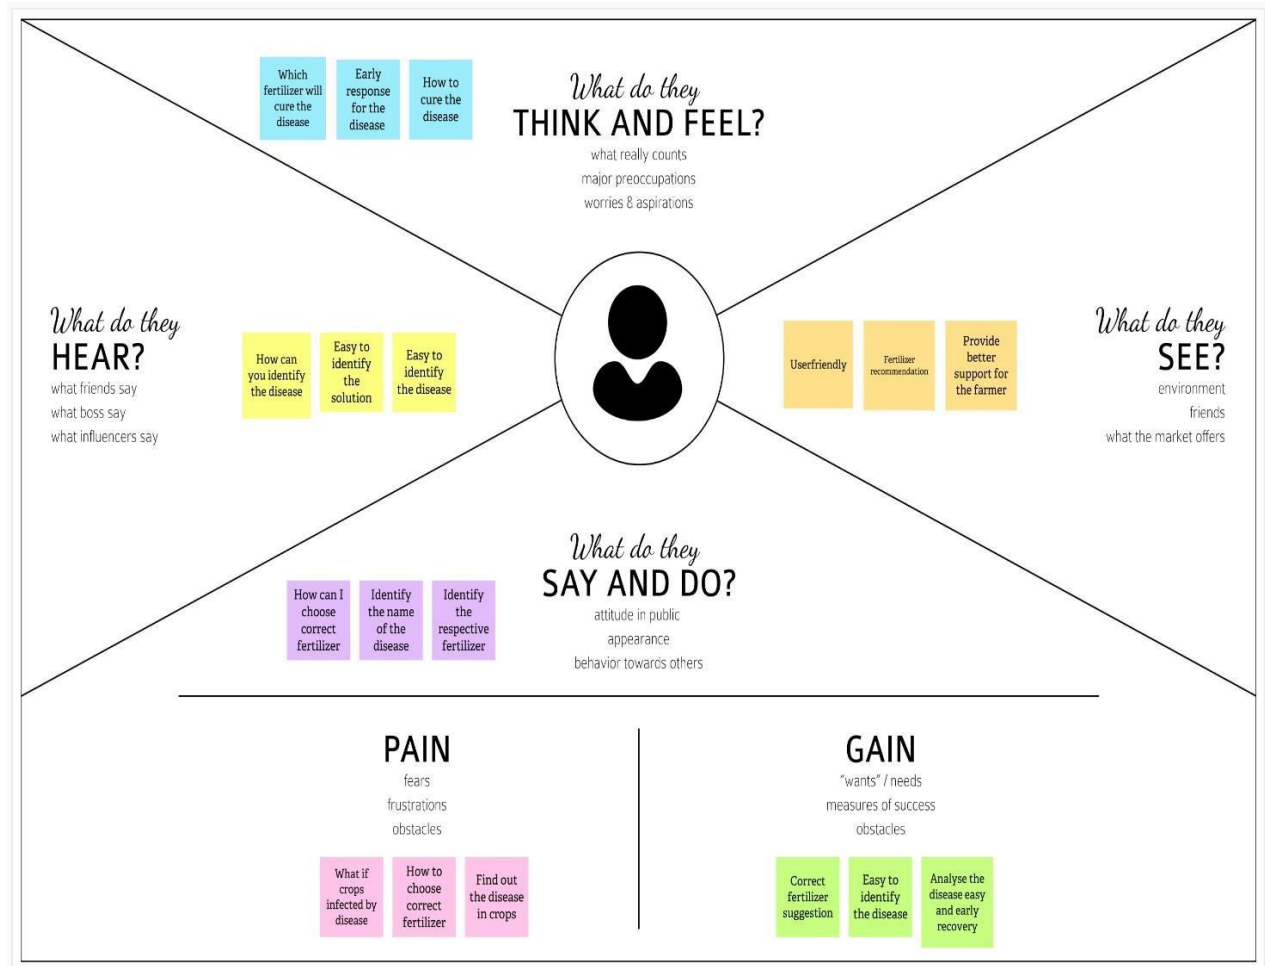 Which
fertilizer will
cure the
disease
Early
response
for the
disease
How to
cure the
disease
What do they
THINK AND FEEL?
what really counts
major preoccupations
worries & aspirations
What do they
HEAR?
what friends say
what boss say
what influencers say
How can
you identify
the disease
Easy to
identify
the
solution
Easy to
identify
the disease
Userfriendly
Fertilizer
recommendation
Provide
better
support for
the farmer
What do they
SEE?
environment
friends
what the market offers
What do they
SAY AND DO?
attitude in public
appearance
behavior towards others
How can I
choose
correct
fertilizer
Identify
the name
of the
disease
Identify
the
respective
fertilizer
PAIN
fears
frustrations
obstacles
What if
crops
infected by
disease
How to
choose
correct
fertilizer
Find out
the disease
in crops
GAIN
"wants" / needs
measures of success
obstacles
Correct
fertilizer
suggestion
Easy to
identify
the disease
Analyse the
disease easy
and early
recovery